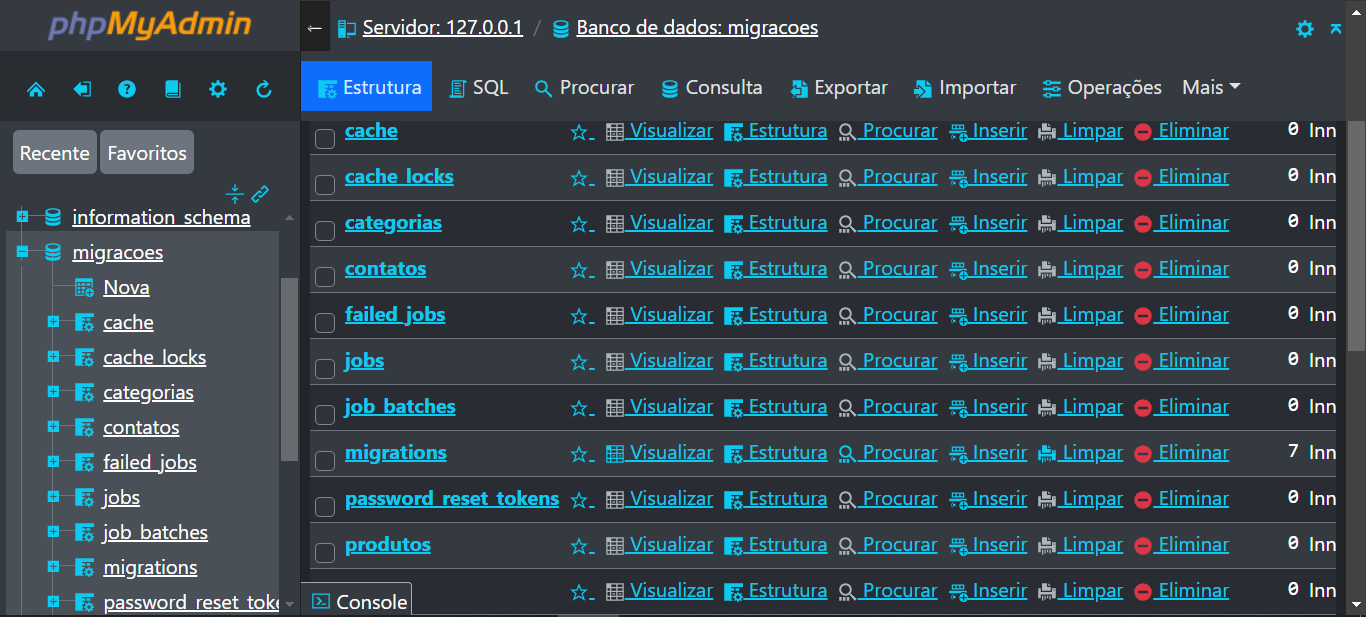 phpMyAdmin
Recente Favoritos
information_schema
migracoes
Nova
cache
cache_locks
categorias
contatos
failed_jobs
jobs
job_batches
migrations
password_reset_toke
← Servidor: 127.0.0.1 / Banco de dados: migracoes
Estrutura SQL Procurar Consulta Exportar Importar Operações Mais
cache Visualizar Estrutura Procurar Inserir Limpar Eliminar 0 Inn
cache_locks Visualizar Estrutura Procurar Inserir Limpar Eliminar 0 Inn
categorias Visualizar Estrutura Procurar Inserir Limpar Eliminar 0 Inn
contatos Visualizar Estrutura Procurar Inserir Limpar Eliminar 0 Inn
failed_jobs Visualizar Estrutura Procurar Inserir Limpar Eliminar 0 Inn
jobs Visualizar Estrutura Procurar Inserir Limpar Eliminar 0 Inn
job_batches Visualizar Estrutura Procurar Inserir Limpar Eliminar 0 Inn
migrations Visualizar Estrutura Procurar Inserir Limpar Eliminar 7 Inn
password_reset_tokens Visualizar Estrutura Procurar Inserir Limpar Eliminar 0 Inn
produtos Visualizar Estrutura Procurar Inserir Limpar Eliminar 0 Inn
Visualizar Estrutura Procurar Inserir Limpar Eliminar 0 Inn
Console